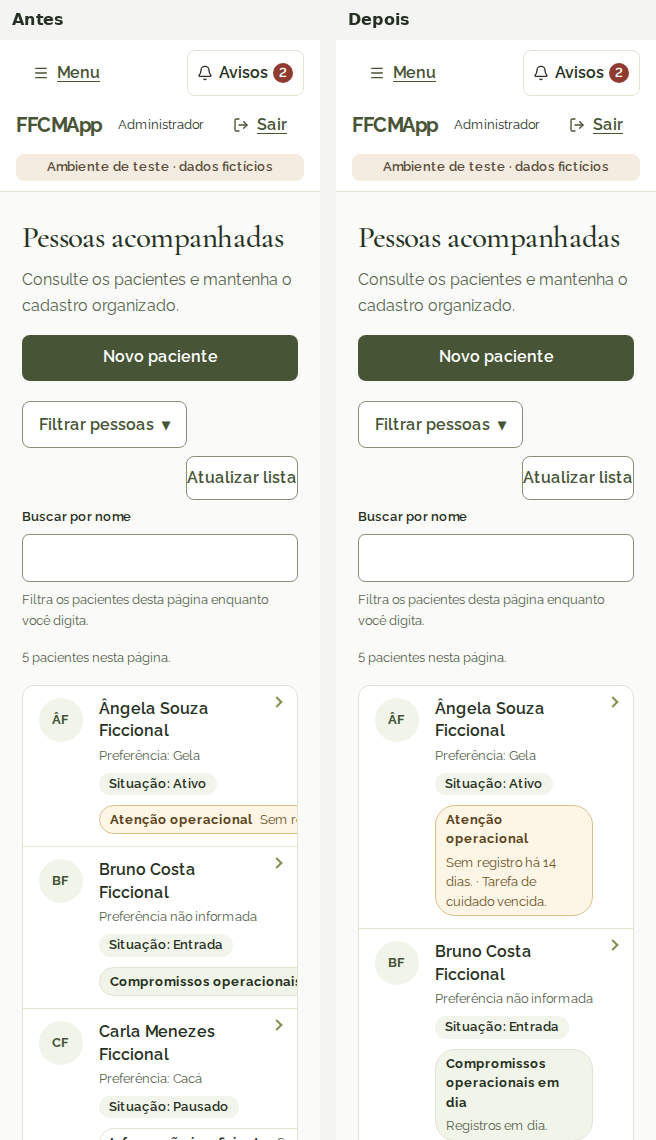 Antes
Menu
Avisos 2
FFCMApp Administrador Sair
Ambiente de teste · dados fictícios
Pessoas acompanhadas
Consulte os pacientes e mantenha o
cadastro organizado.
Novo paciente
Filtrar pessoas ▼
Atualizar lista
Buscar por nome
Filtra os pacientes desta página enquanto
você digita.
5 pacientes nesta página.
ÂF
Ângela Souza
Ficcional
Preferência: Gela
Situação: Ativo
Atenção operacional Sem
BF
Bruno Costa
Ficcional
Preferência não informada
Situação: Entrada
Compromissos operacionais
CF
Carla Menezes
Ficcional
Preferência: Cacá
Situação: Pausado
Depois
Menu
Avisos 2
FFCMApp Administrador Sair
Ambiente de teste · dados fictícios
Pessoas acompanhadas
Consulte os pacientes e mantenha o
cadastro organizado.
Novo paciente
Filtrar pessoas ▼
Atualizar lista
Buscar por nome
Filtra os pacientes desta página enquanto
você digita.
5 pacientes nesta página.
ÂF
Ângela Souza
Ficcional
Preferência: Gela
Situação: Ativo
Atenção
operacional
Sem registro há 14
dias. · Tarefa de
cuidado vencida.
BF
Bruno Costa
Ficcional
Preferência não informada
Situação: Entrada
Compromissos
operacionais em
dia
Registros em dia.